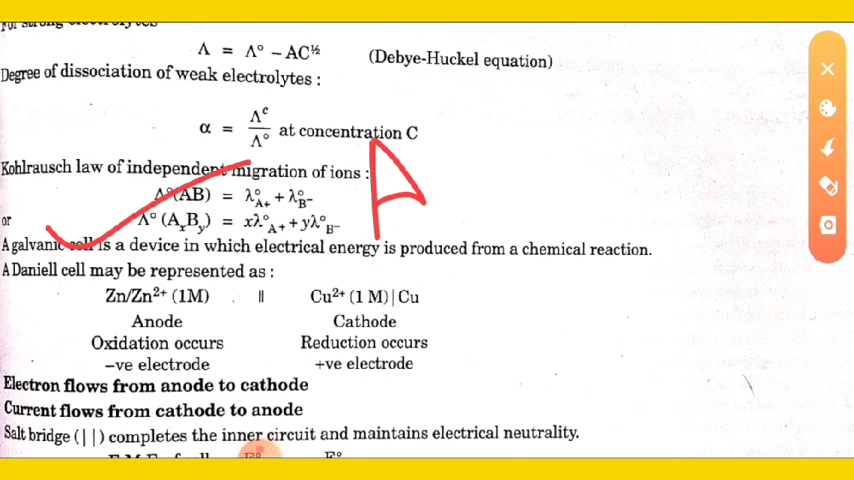 For strong electrolytes
Λ = Λ° − AC½ (Debye-Huckel equation)
Degree of dissociation of weak electrolytes :
α = Λᶜ/Λ° at concentration C
Kohlrausch law of independent migration of ions :
Λ°(AB) = λ°A+ + λ°B−
or Λ° (AxBy) = xλ°A+ + yλ°B−
A galvanic cell is a device in which electrical energy is produced from a chemical reaction.
A Daniell cell may be represented as :
Zn/Zn²⁺ (1M) || Cu²⁺ (1 M)|Cu
Anode Cathode
Oxidation occurs Reduction occurs
−ve electrode +ve electrode
Electron flows from anode to cathode
Current flows from cathode to anode
Salt bridge (||) completes the inner circuit and maintains electrical neutrality.
A